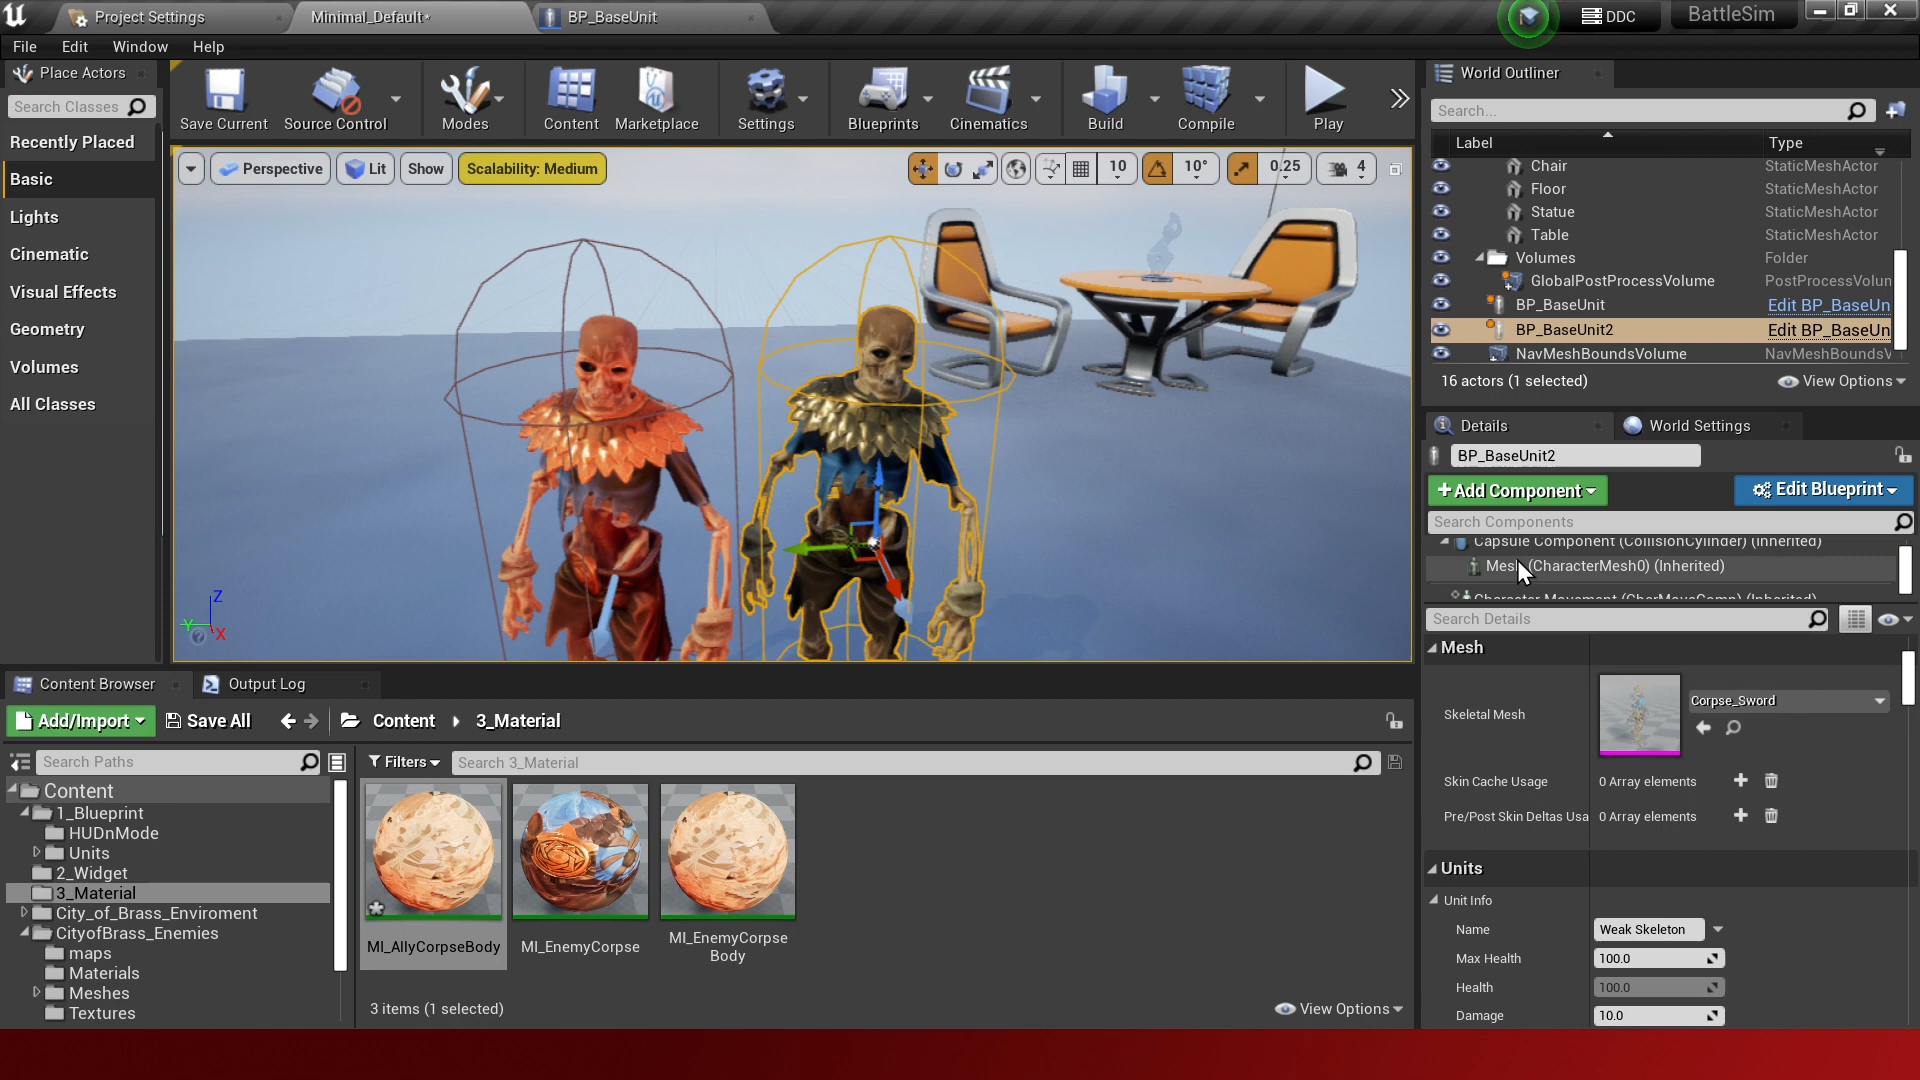 Project Settings
Minimal_Default*
BP_BaseUnit
DDC
BattleSim
File
Edit
Window
Help
Place Actors
Search Classes
Recently Placed
Basic
Lights
Cinematic
Visual Effects
Geometry
Volumes
All Classes
Save Current
Source Control
Modes
Content
Marketplace
Settings
Blueprints
Cinematics
Build
Compile
Play
Perspective
Lit
Show
Scalability: Medium
10
10°
0.25
4
Z
Y
X
World Outliner
Search...
Label
Type
Chair
StaticMeshActor
Floor
StaticMeshActor
Statue
StaticMeshActor
Table
StaticMeshActor
Volumes
Folder
GlobalPostProcessVolume
PostProcessVolun
BP_BaseUnit
Edit BP_BaseUn
BP_BaseUnit2
Edit BP_BaseUn
NavMeshBoundsVolume
NavMeshBoundsV
16 actors (1 selected)
View Options
Details
World Settings
BP_BaseUnit2
+Add Component
Edit Blueprint
Search Components
Capsule Component (CollisionCylinder) (Inherited)
Mesh (CharacterMesh0) (Inherited)
Character Movement (CharMoveComp) (Inherited)
Search Details
Mesh
Skeletal Mesh
Corpse_Sword
Skin Cache Usage
0 Array elements
Pre/Post Skin Deltas Usa
0 Array elements
Units
Unit Info
Name
Weak Skeleton
Max Health
100.0
Health
100.0
Damage
10.0
Content Browser
Output Log
Add/Import
Save All
Content
3_Material
Search Paths
Filters
Search 3_Material
Content
1_Blueprint
HUDnMode
Units
2_Widget
3_Material
City_of_Brass_Enviroment
CityofBrass_Enemies
maps
Materials
Meshes
Textures
MI_AllyCorpseBody
MI_EnemyCorpse
MI_EnemyCorpse
Body
3 items (1 selected)
View Options